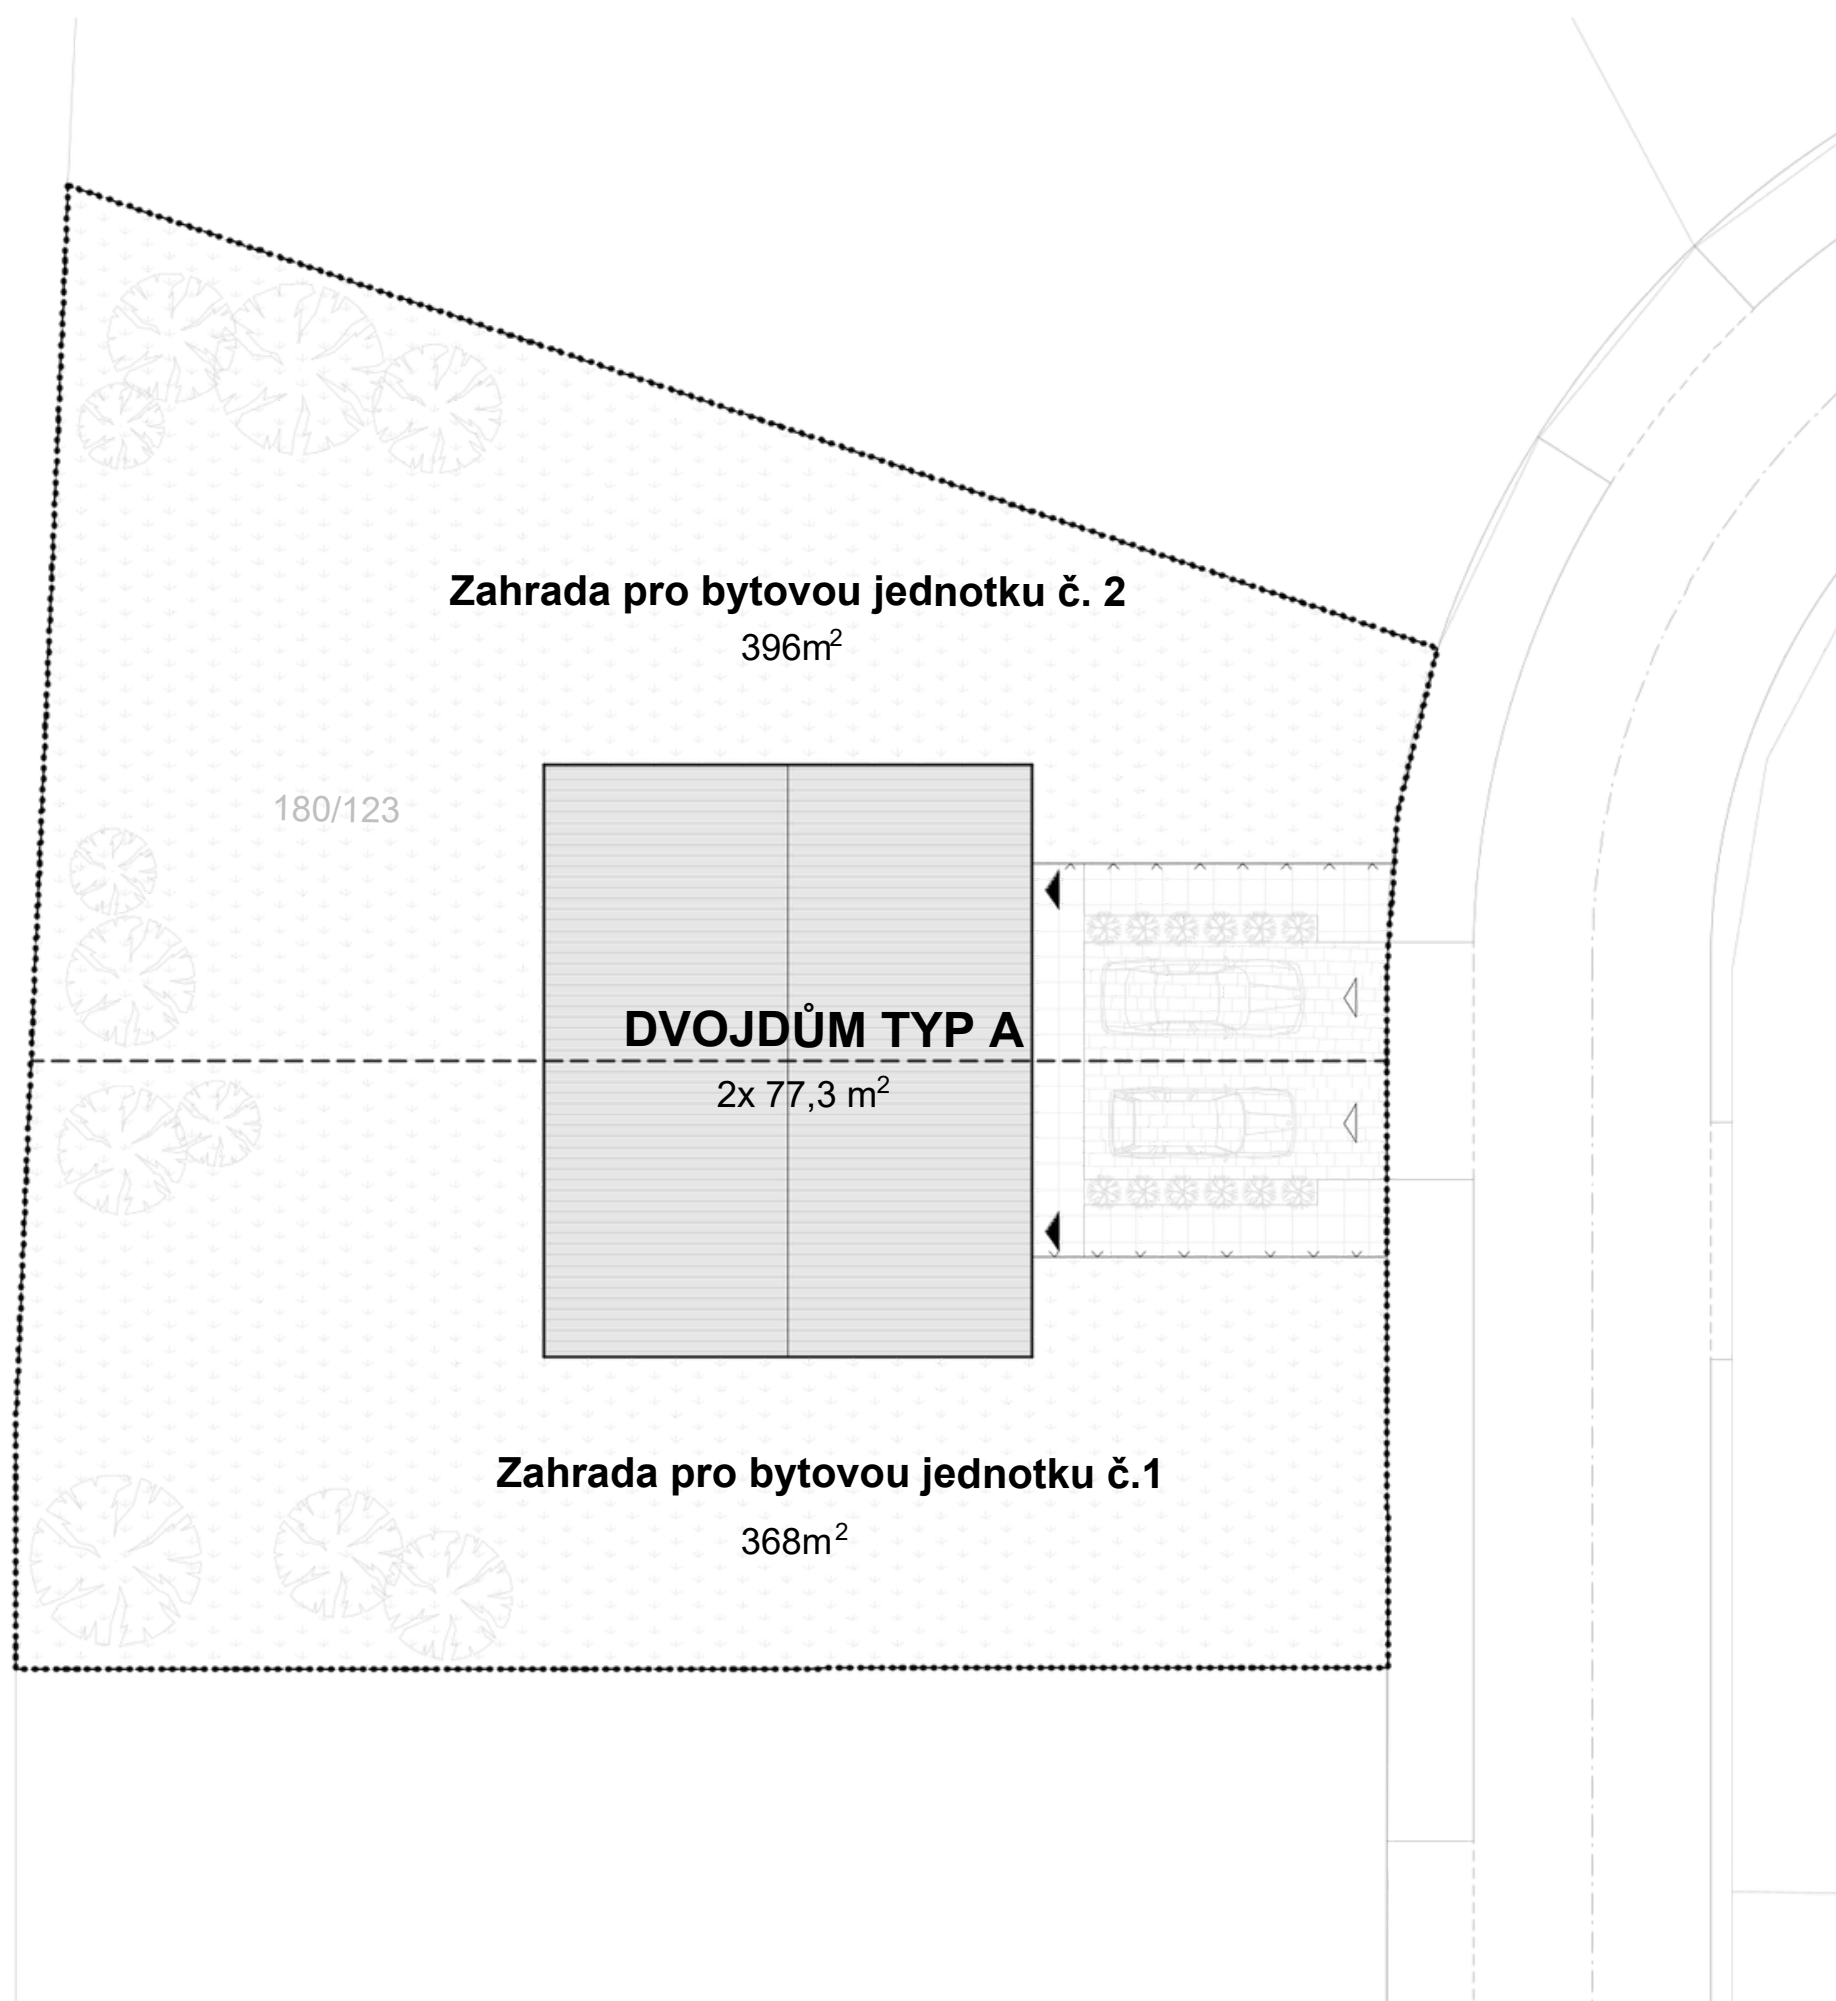 Zahrada pro bytovou jednotku č. 2
396m²
180/123
DVOJDŮM TYP A
2x 77,3 m²
Zahrada pro bytovou jednotku č.1
368m²